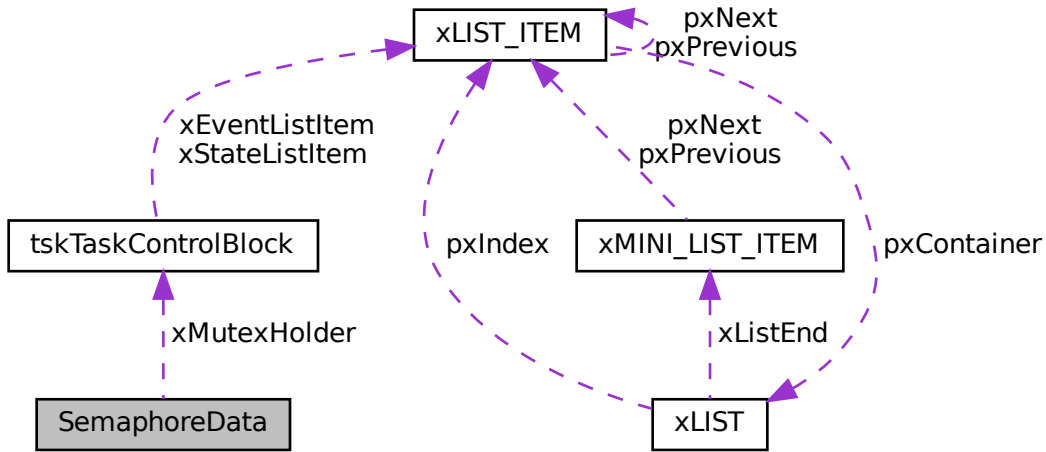 xLIST_ITEM
pxNext
pxPrevious
xEventListItem
xStateListItem
pxNext
pxPrevious
tskTaskControlBlock
pxIndex
xMINI_LIST_ITEM
pxContainer
xMutexHolder
xListEnd
SemaphoreData
xLIST